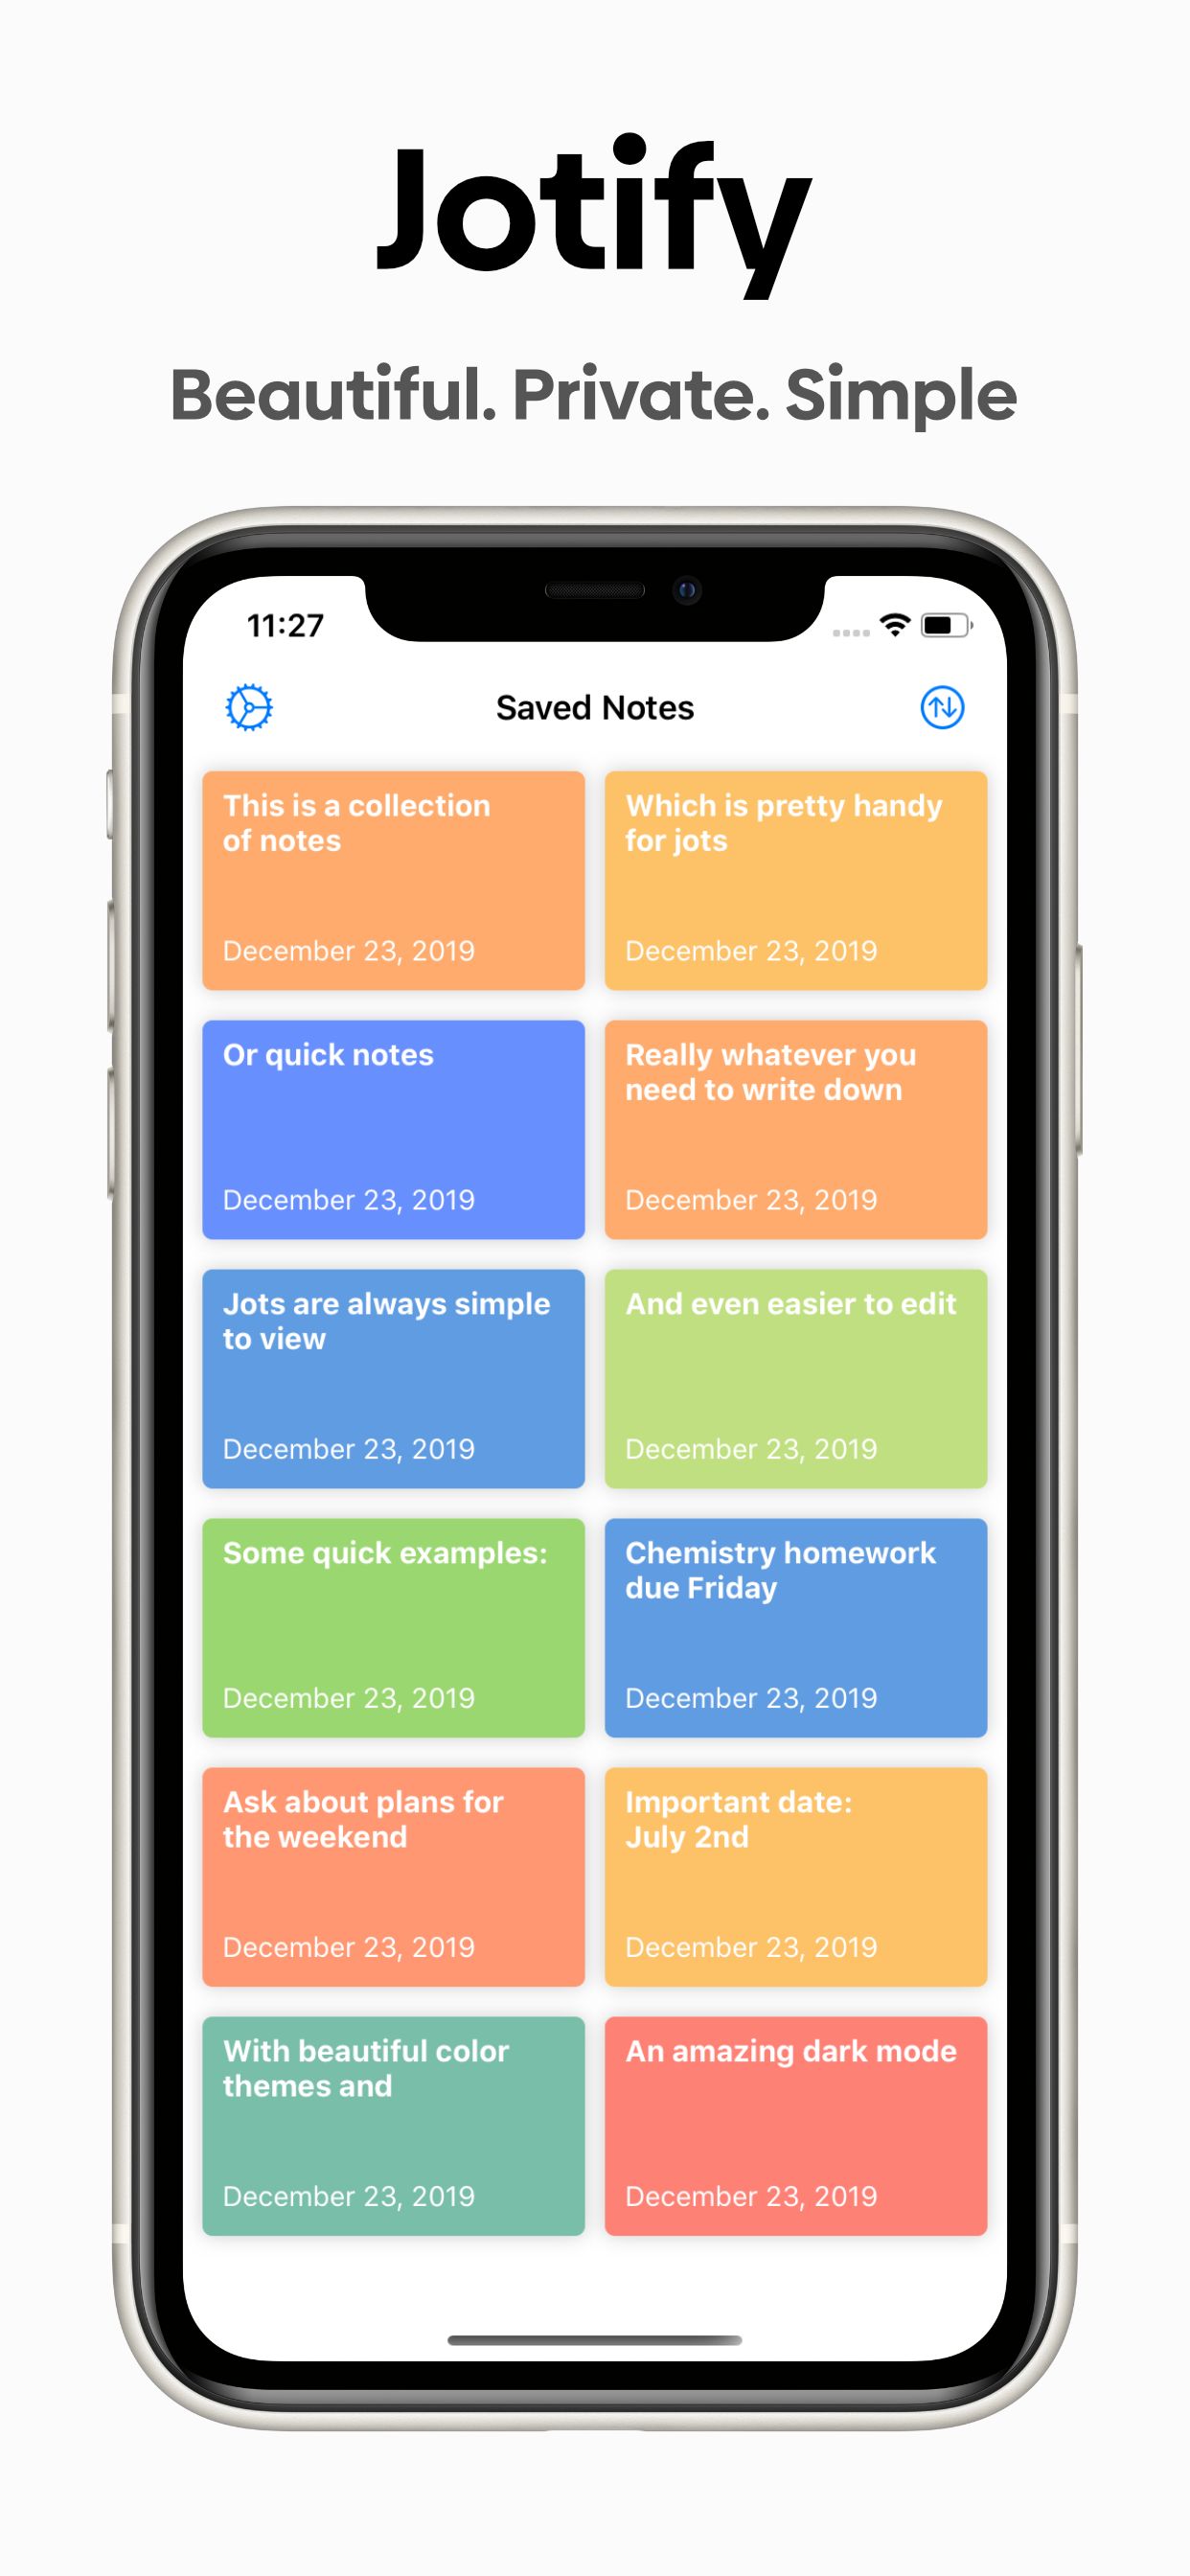 Jotify
Beautiful. Private. Simple
11:27
Saved Notes
This is a collection
of notes
December 23, 2019
Which is pretty handy
for jots
December 23, 2019
Or quick notes
December 23, 2019
Really whatever you
need to write down
December 23, 2019
Jots are always simple
to view
December 23, 2019
And even easier to edit
December 23, 2019
Some quick examples:
December 23, 2019
Chemistry homework
due Friday
December 23, 2019
Ask about plans for
the weekend
December 23, 2019
Important date:
July 2nd
December 23, 2019
With beautiful color
themes and
December 23, 2019
An amazing dark mode
December 23, 2019